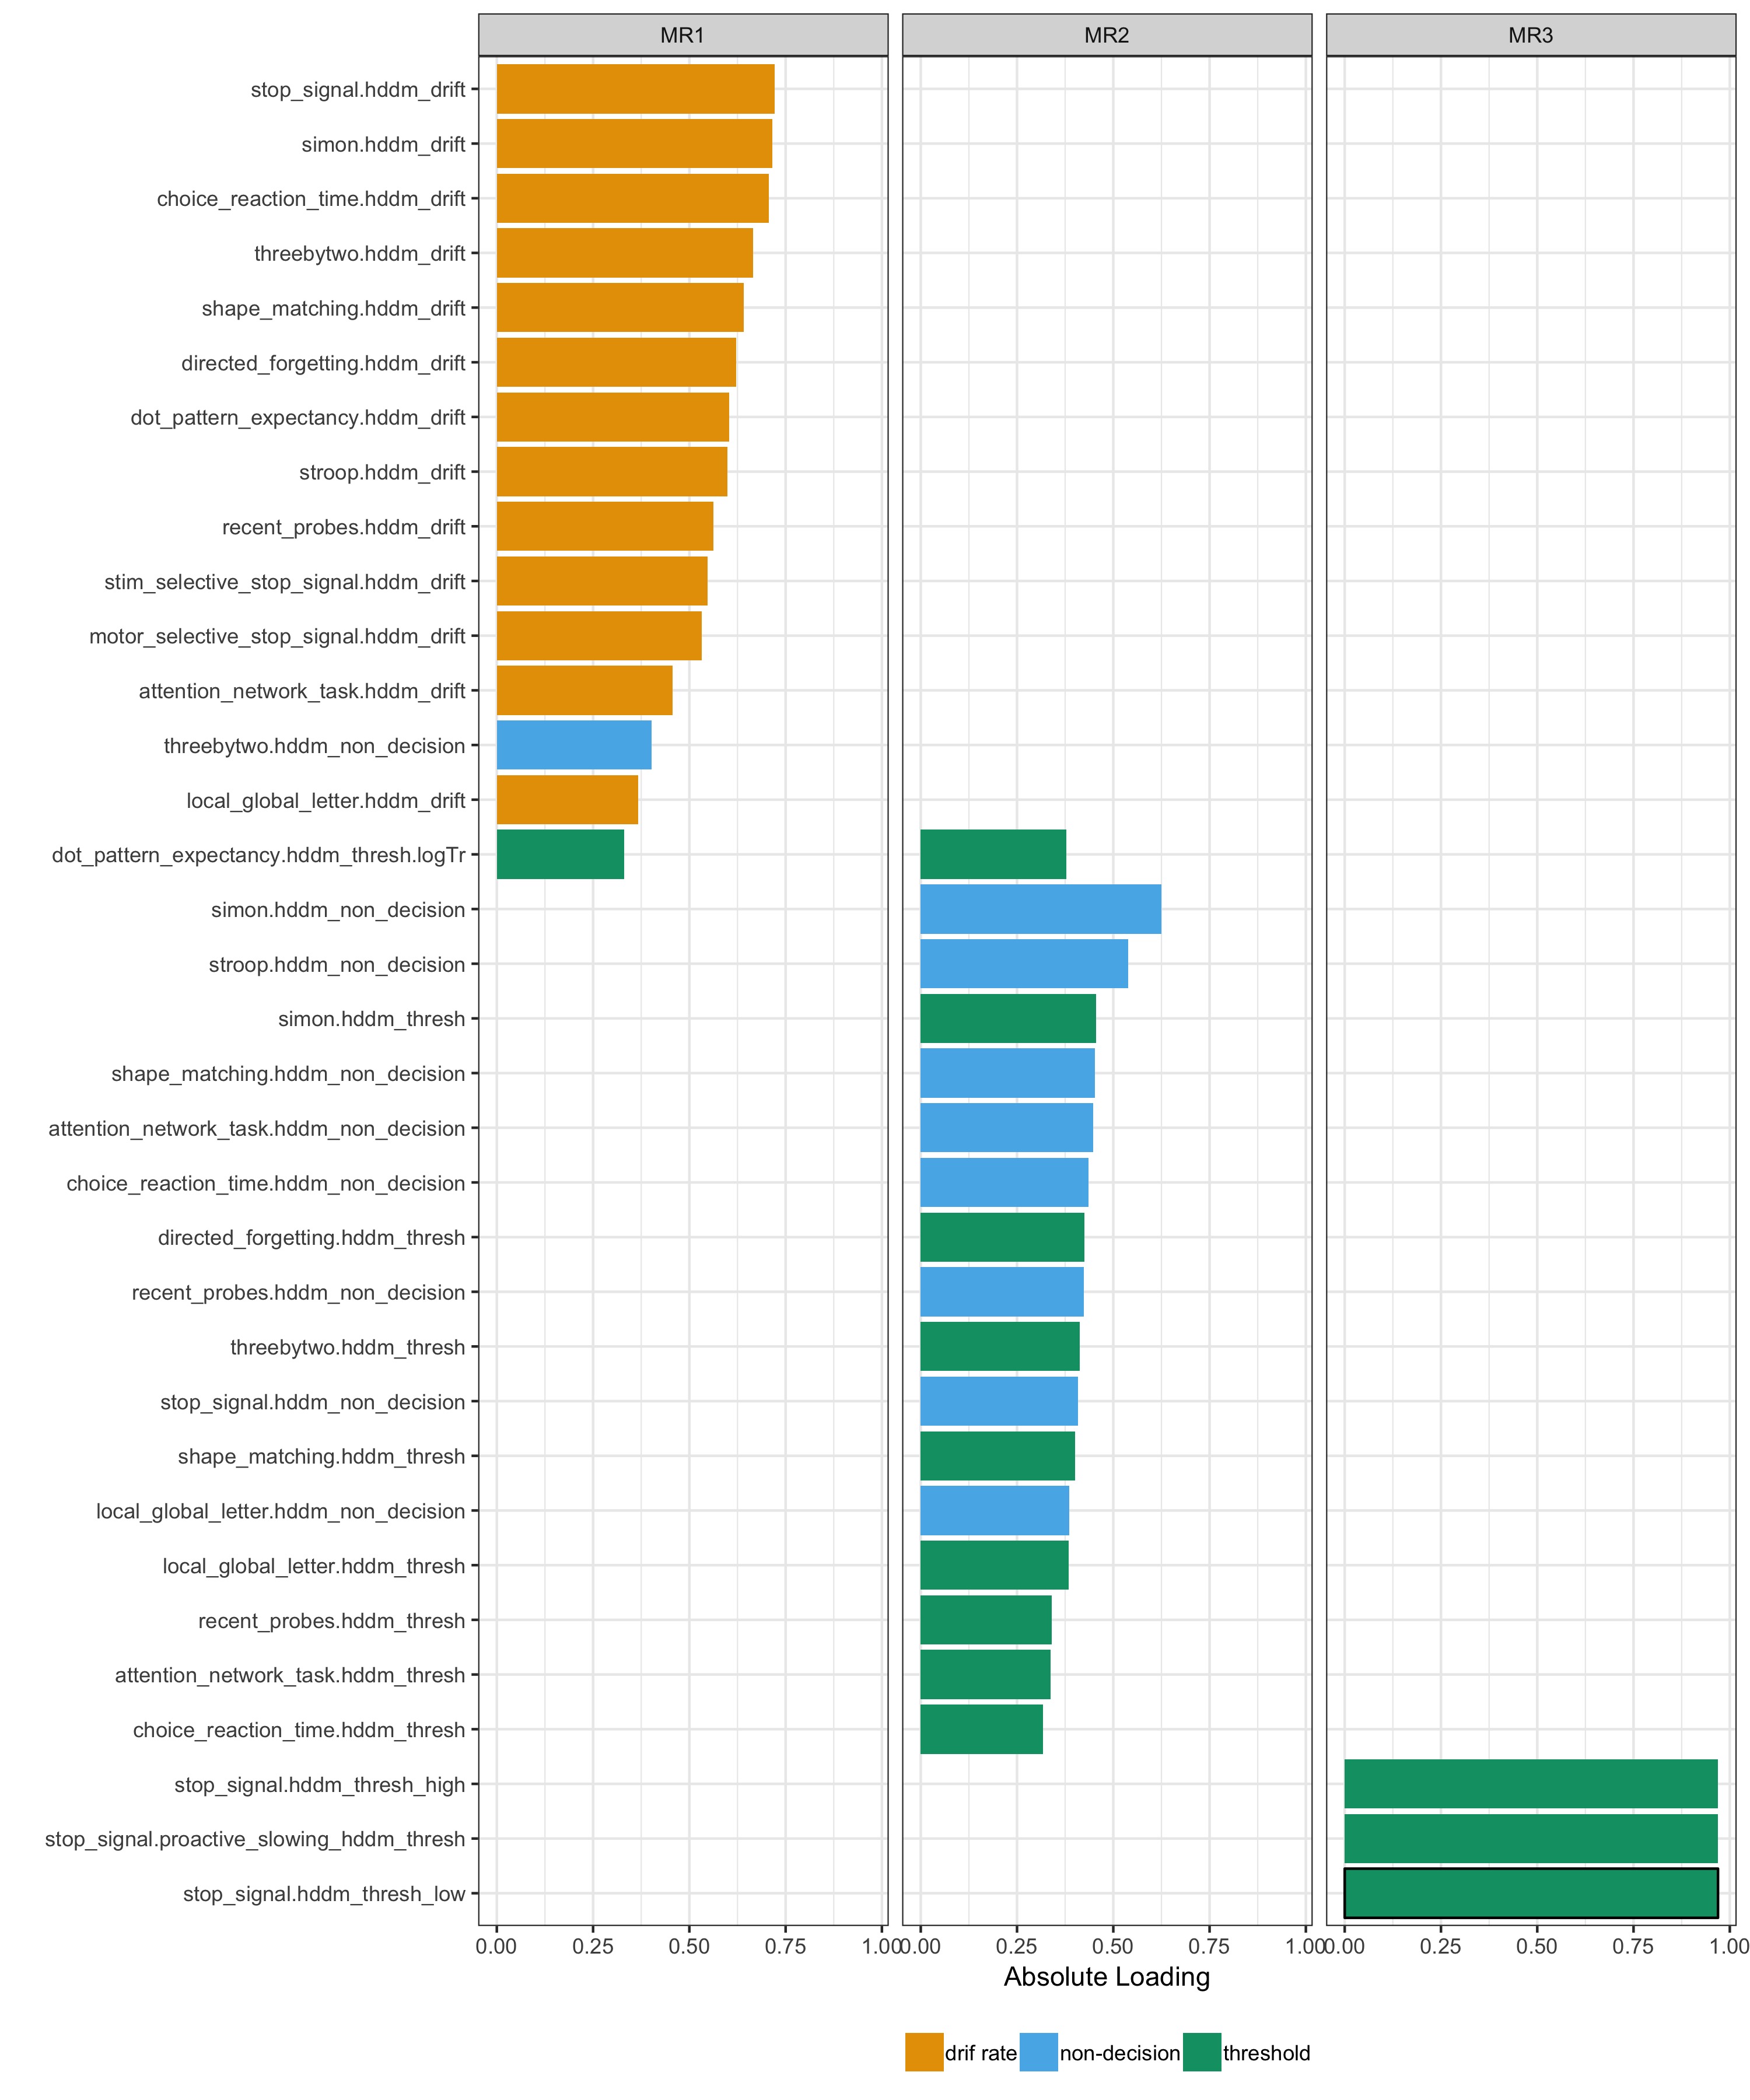 MR1 MR2 MR3
stop_signal.hddm_drift
simon.hddm_drift
choice_reaction_time.hddm_drift
threebytwo.hddm_drift
shape_matching.hddm_drift
directed_forgetting.hddm_drift
dot_pattern_expectancy.hddm_drift
stroop.hddm_drift
recent_probes.hddm_drift
stim_selective_stop_signal.hddm_drift
motor_selective_stop_signal.hddm_drift
attention_network_task.hddm_drift
threebytwo.hddm_non_decision
local_global_letter.hddm_drift
dot_pattern_expectancy.hddm_thresh.logTr
simon.hddm_non_decision
stroop.hddm_non_decision
simon.hddm_thresh
shape_matching.hddm_non_decision
attention_network_task.hddm_non_decision
choice_reaction_time.hddm_non_decision
directed_forgetting.hddm_thresh
recent_probes.hddm_non_decision
threebytwo.hddm_thresh
stop_signal.hddm_non_decision
shape_matching.hddm_thresh
local_global_letter.hddm_non_decision
local_global_letter.hddm_thresh
recent_probes.hddm_thresh
attention_network_task.hddm_thresh
choice_reaction_time.hddm_thresh
stop_signal.hddm_thresh_high
stop_signal.proactive_slowing_hddm_thresh
stop_signal.hddm_thresh_low
0.00 0.25 0.50 0.75 1.00 0.00 0.25 0.50 0.75 1.00 0.00 0.25 0.50 0.75 1.00
Absolute Loading
drif rate non-decision threshold